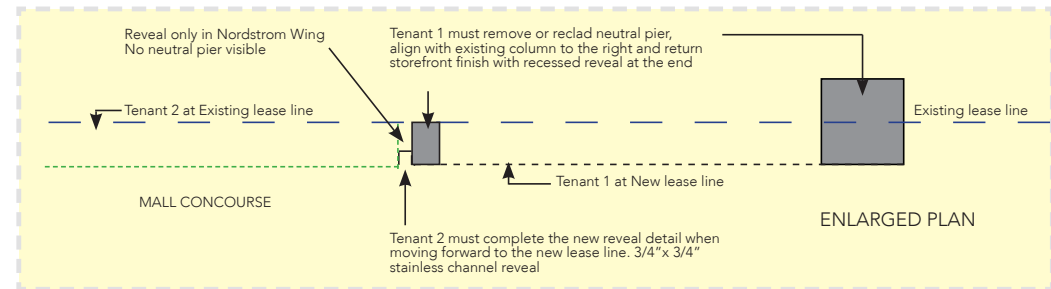 Reveal only in Nordstrom Wing
No neutral pier visible
Tenant 1 must remove or reclad neutral pier,
align with existing column to the right and return
storefront finish with recessed reveal at the end
Tenant 2 at Existing lease line
Existing lease line
Tenant 1 at New lease line
MALL CONCOURSE
ENLARGED PLAN
Tenant 2 must complete the new reveal detail when
moving forward to the new lease line. 3/4”x 3/4”
stainless channel reveal